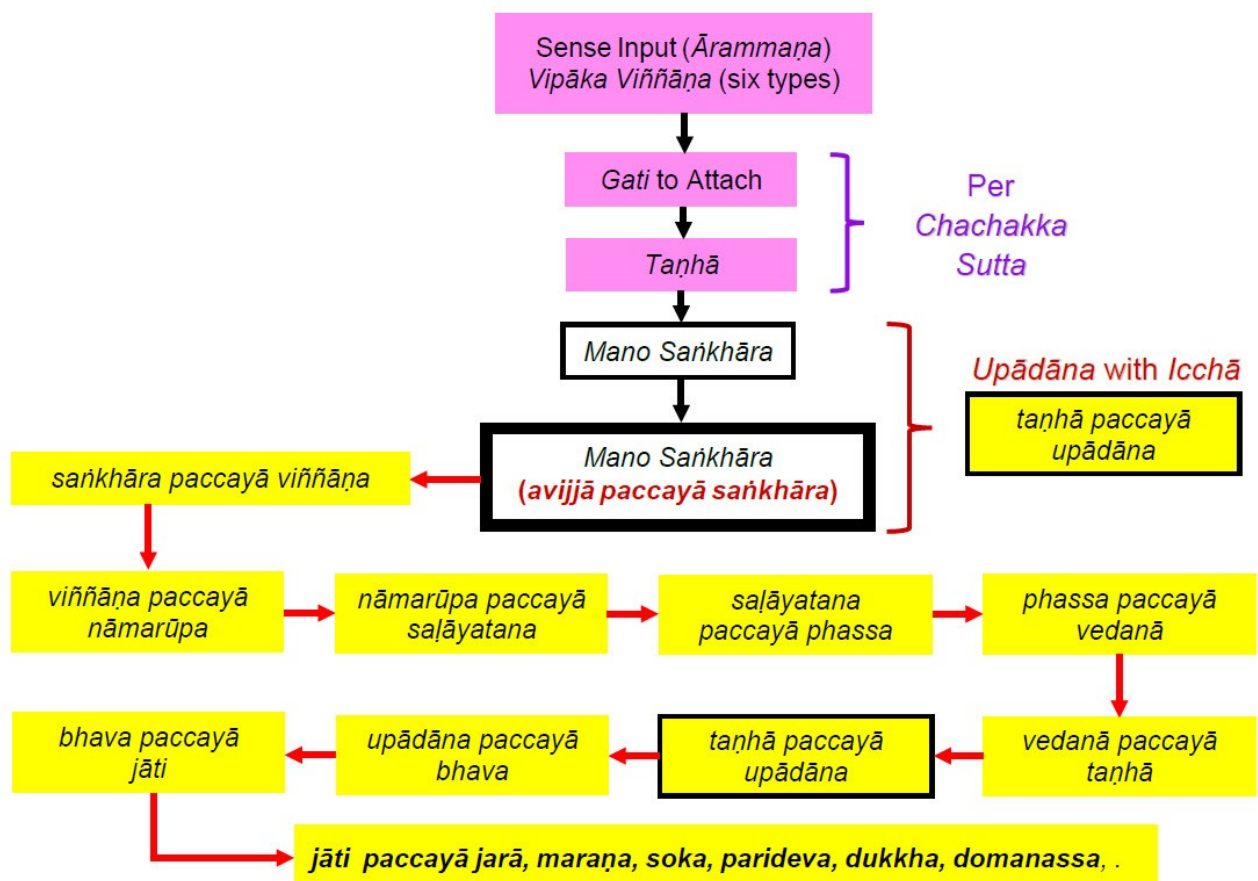 Sense Input (Ārammaṇa)
Vipāka Viññāṇa (six types)
Gati to Attach
Taṇhā
Per
Chachakka
Sutta
Mano Saṅkhāra
Upādāna with Icchā
taṇhā paccayā
upādāna
Mano Saṅkhāra
(avijjā paccayā saṅkhāra)
saṅkhāra paccayā viññāṇa
viññāṇa paccayā
nāmarūpa
nāmarūpa paccayā
saḷāyatana
saḷāyatana
paccayā phassa
phassa paccayā
vedanā
bhava paccayā
jāti
upādāna paccayā
bhava
taṇhā paccayā
upādāna
vedanā paccayā
taṇhā
jāti paccayā jarā, maraṇa, soka, parideva, dukkha, domanassa, .